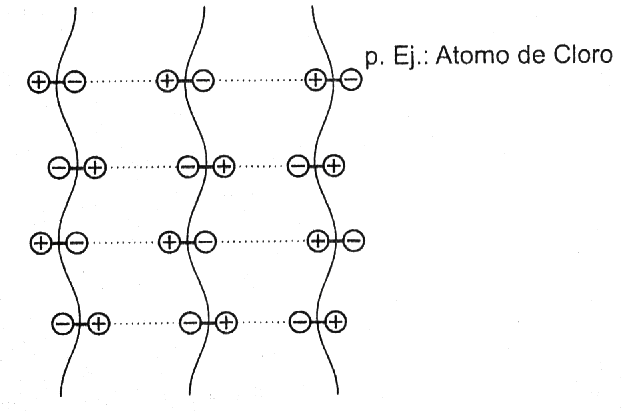 p. Ej.: Atomo de Cloro
+ − + − + −
− + − + − +
+ − + − + −
− + − + − +